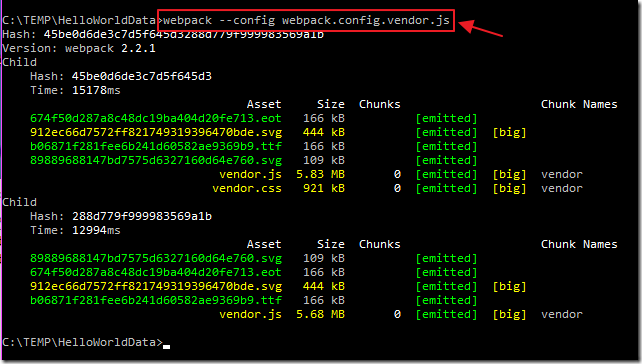 C:\TEMP\HelloWorldData>webpack --config webpack.config.vendor.js
Hash: 45be0d6de3c7d5f645d3288d779f999983569a1b
Version: webpack 2.2.1
Child
Hash: 45be0d6de3c7d5f645d3
Time: 15178ms
Asset Size Chunks Chunk Names
674f50d287a8c48dc19ba404d20fe713.eot 166 kB [emitted]
912ec66d7572ff821749319396470bde.svg 444 kB [emitted] [big]
b06871f281fee6b241d60582ae9369b9.ttf 166 kB [emitted]
89889688147bd7575d6327160d64e760.svg 109 kB [emitted]
vendor.js 5.83 MB 0 [emitted] [big] vendor
vendor.css 921 kB 0 [emitted] [big] vendor
Child
Hash: 288d779f999983569a1b
Time: 12994ms
Asset Size Chunks Chunk Names
89889688147bd7575d6327160d64e760.svg 109 kB [emitted]
674f50d287a8c48dc19ba404d20fe713.eot 166 kB [emitted]
912ec66d7572ff821749319396470bde.svg 444 kB [emitted] [big]
b06871f281fee6b241d60582ae9369b9.ttf 166 kB [emitted]
vendor.js 5.68 MB 0 [emitted] [big] vendor
C:\TEMP\HelloWorldData>